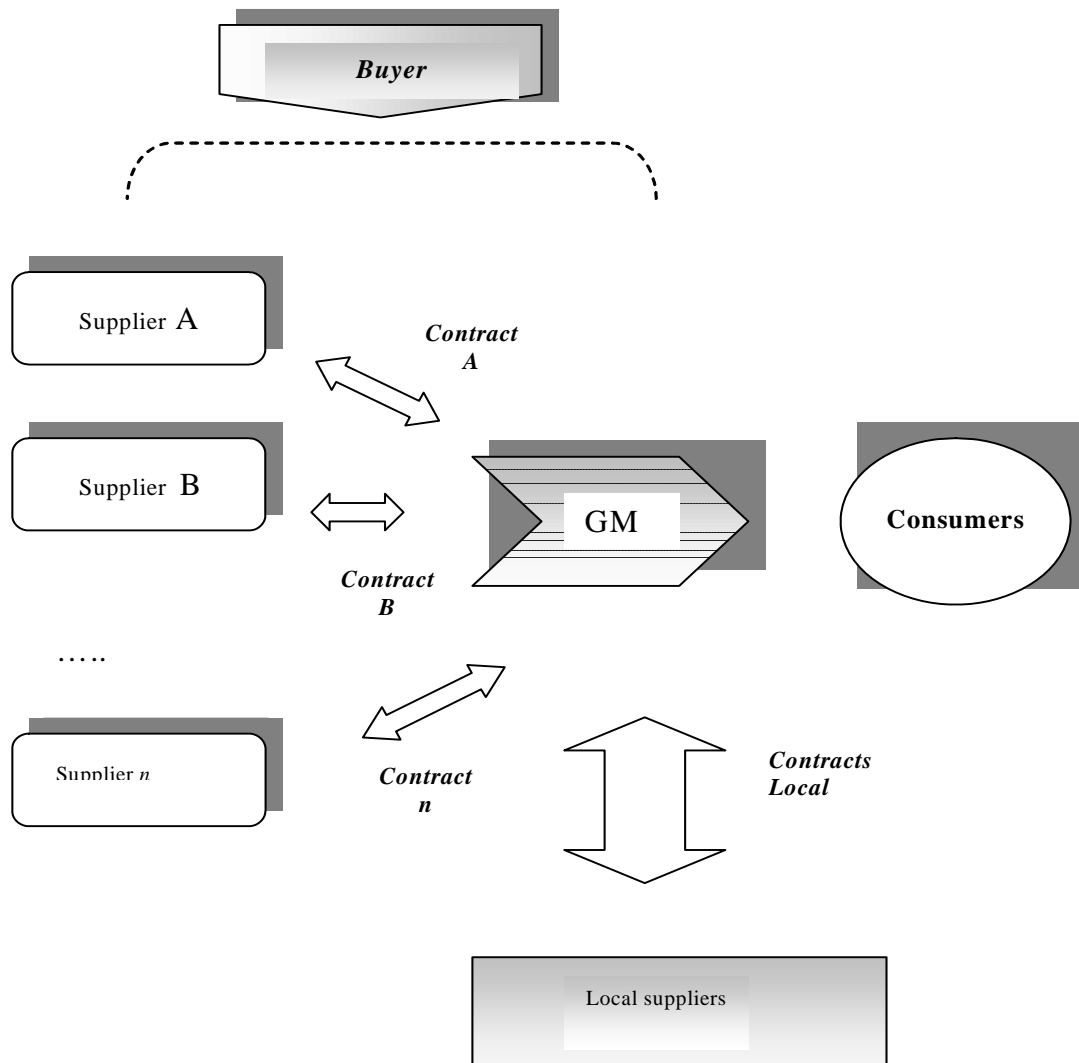 Buyer
Supplier A
Contract
A
Supplier B
GM
Consumers
Contract
B
…..
Supplier n
Contract
n
Contracts
Local
Local suppliers